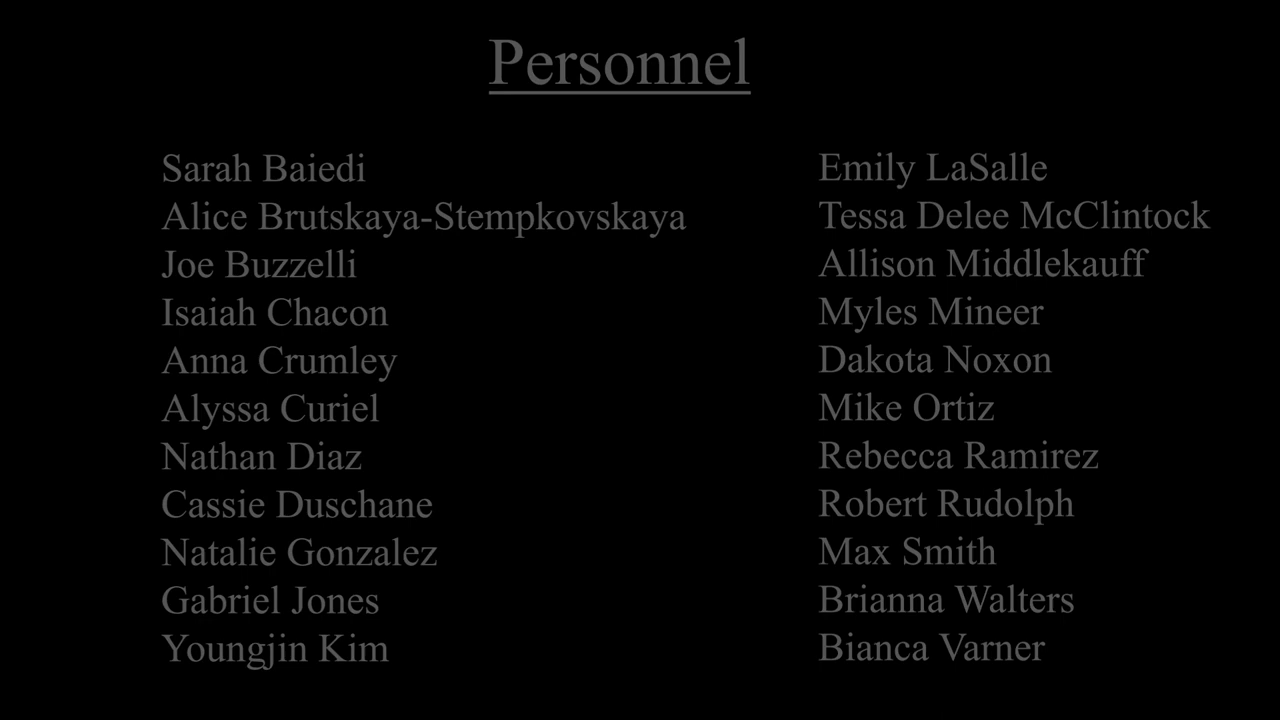 Personnel
Sarah Baiedi
Alice Brutskaya-Stempkovskaya
Joe Buzzelli
Isaiah Chacon
Anna Crumley
Alyssa Curiel
Nathan Diaz
Cassie Duschane
Natalie Gonzalez
Gabriel Jones
Youngjin Kim
Emily LaSalle
Tessa Delee McClintock
Allison Middlekauff
Myles Mineer
Dakota Noxon
Mike Ortiz
Rebecca Ramirez
Robert Rudolph
Max Smith
Brianna Walters
Bianca Varner